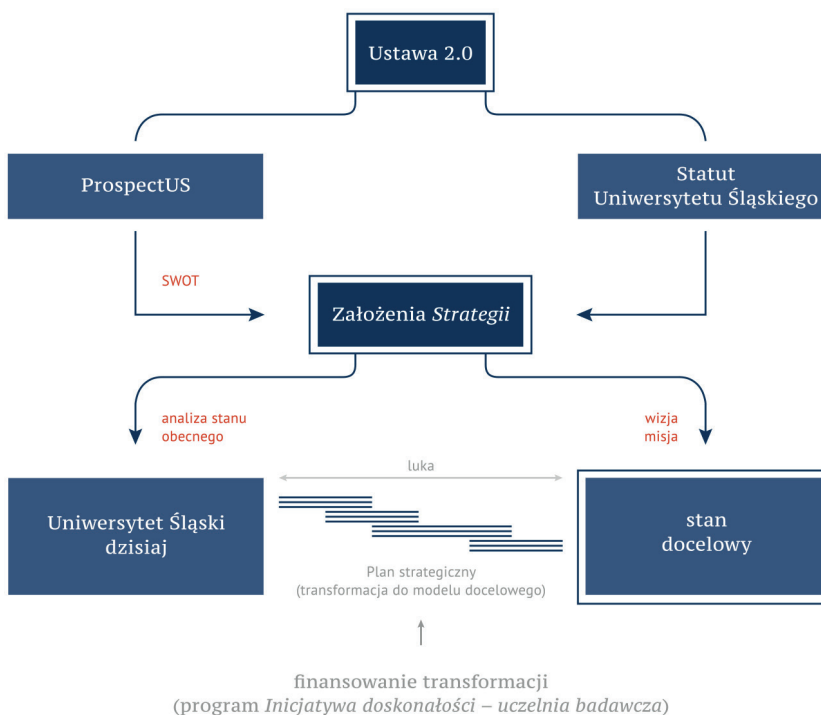 Ustawa 2.0
ProspectUS
Statut
Uniwersytetu Śląskiego
SWOT
Założenia Strategii
analiza stanu
obecnego
wizja
misja
luka
Uniwersytet Śląski
dzisiaj
stan
docelowy
Plan strategiczny
(transformacja do modelu docelowego)
finansowanie transformacji
(program Inicjatywa doskonałości – uczelnia badawcza)